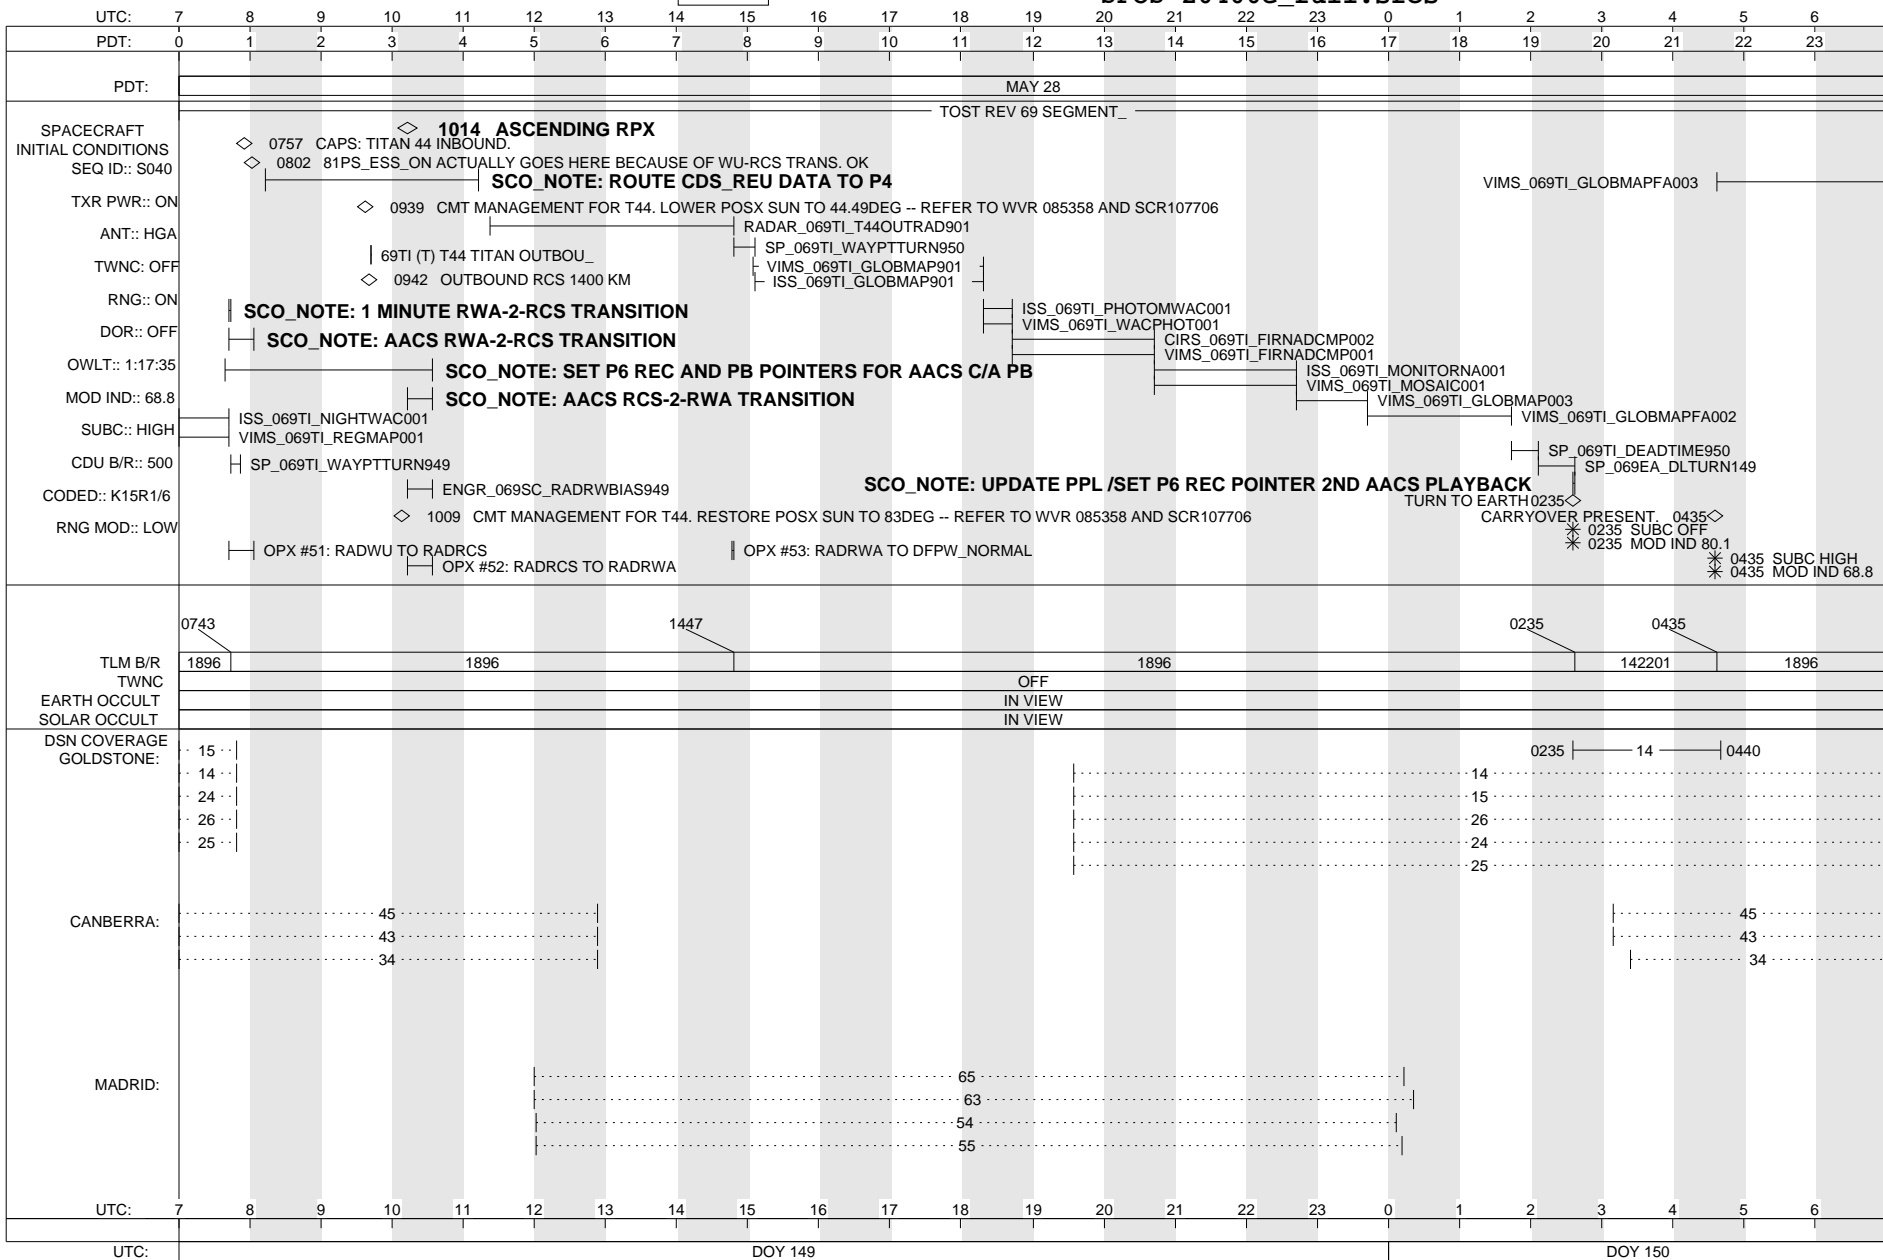 UTC: 7 8 9 10 11 12 13 14 15 16 17 18 19 20 21 22 23 0 1 2 3 4 5 6
PDT: 0 1 2 3 4 5 6 7 8 9 10 11 12 13 14 15 16 17 18 19 20 21 22 23
PDT: MAY 28
TOST REV 69 SEGMENT_
SPACECRAFT
INITIAL CONDITIONS
SEQ ID:: S040
TXR PWR:: ON
ANT:: HGA
TWNC: OFF
RNG:: ON
DOR:: OFF
OWLT:: 1:17:35
MOD IND:: 68.8
SUBC:: HIGH
CDU B/R:: 500
CODED:: K15R1/6
RNG MOD:: LOW
1014 ASCENDING RPX
0757 CAPS: TITAN 44 INBOUND.
0802 81PS_ESS_ON ACTUALLY GOES HERE BECAUSE OF WU-RCS TRANS. OK
SCO_NOTE: ROUTE CDS_REU DATA TO P4
VIMS_069TI_GLOBMAPFA003
0939 CMT MANAGEMENT FOR T44. LOWER POSX SUN TO 44.49DEG -- REFER TO WVR 085358 AND SCR107706
RADAR_069TI_T44OUTRAD901
SP_069TI_WAYPTTURN950
69TI (T) T44 TITAN OUTBOU_
VIMS_069TI_GLOBMAP901
0942 OUTBOUND RCS 1400 KM
ISS_069TI_GLOBMAP901
SCO_NOTE: 1 MINUTE RWA-2-RCS TRANSITION
ISS_069TI_PHOTOMWAC001
VIMS_069TI_WACPHOT001
SCO_NOTE: AACS RWA-2-RCS TRANSITION
CIRS_069TI_FIRNADCMP002
VIMS_069TI_FIRNADCMP001
SCO_NOTE: SET P6 REC AND PB POINTERS FOR AACS C/A PB
ISS_069TI_MONITORNA001
VIMS_069TI_MOSAIC001
SCO_NOTE: AACS RCS-2-RWA TRANSITION
VIMS_069TI_GLOBMAP003
ISS_069TI_NIGHTWAC001
VIMS_069TI_GLOBMAPFA002
VIMS_069TI_REGMAP001
SP_069TI_DEADTIME950
SP_069TI_WAYPTTURN949
SP_069EA_DLTURN149
SCO_NOTE: UPDATE PPL /SET P6 REC POINTER 2ND AACS PLAYBACK
ENGR_069SC_RADRWBIAS949
TURN TO EARTH 0235
1009 CMT MANAGEMENT FOR T44. RESTORE POSX SUN TO 83DEG -- REFER TO WVR 085358 AND SCR107706
CARRYOVER PRESENT. 0435
0235 SUBC OFF
0235 MOD IND 80.1
OPX #51: RADWU TO RADRCS
OPX #53: RADRWA TO DFPW_NORMAL
0435 SUBC HIGH
OPX #52: RADRCS TO RADRWA
0435 MOD IND 68.8
0743 1447 0235 0435
TLM B/R 1896 1896 1896 142201 1896
TWNC OFF
EARTH OCCULT IN VIEW
SOLAR OCCULT IN VIEW
DSN COVERAGE
GOLDSTONE:
15 0235 14 0440
14 14
24 15
26 26
25 24
25
CANBERRA:
45 45
43 43
34 34
MADRID:
65
63
54
55
UTC: 7 8 9 10 11 12 13 14 15 16 17 18 19 20 21 22 23 0 1 2 3 4 5 6
UTC: DOY 149 DOY 150